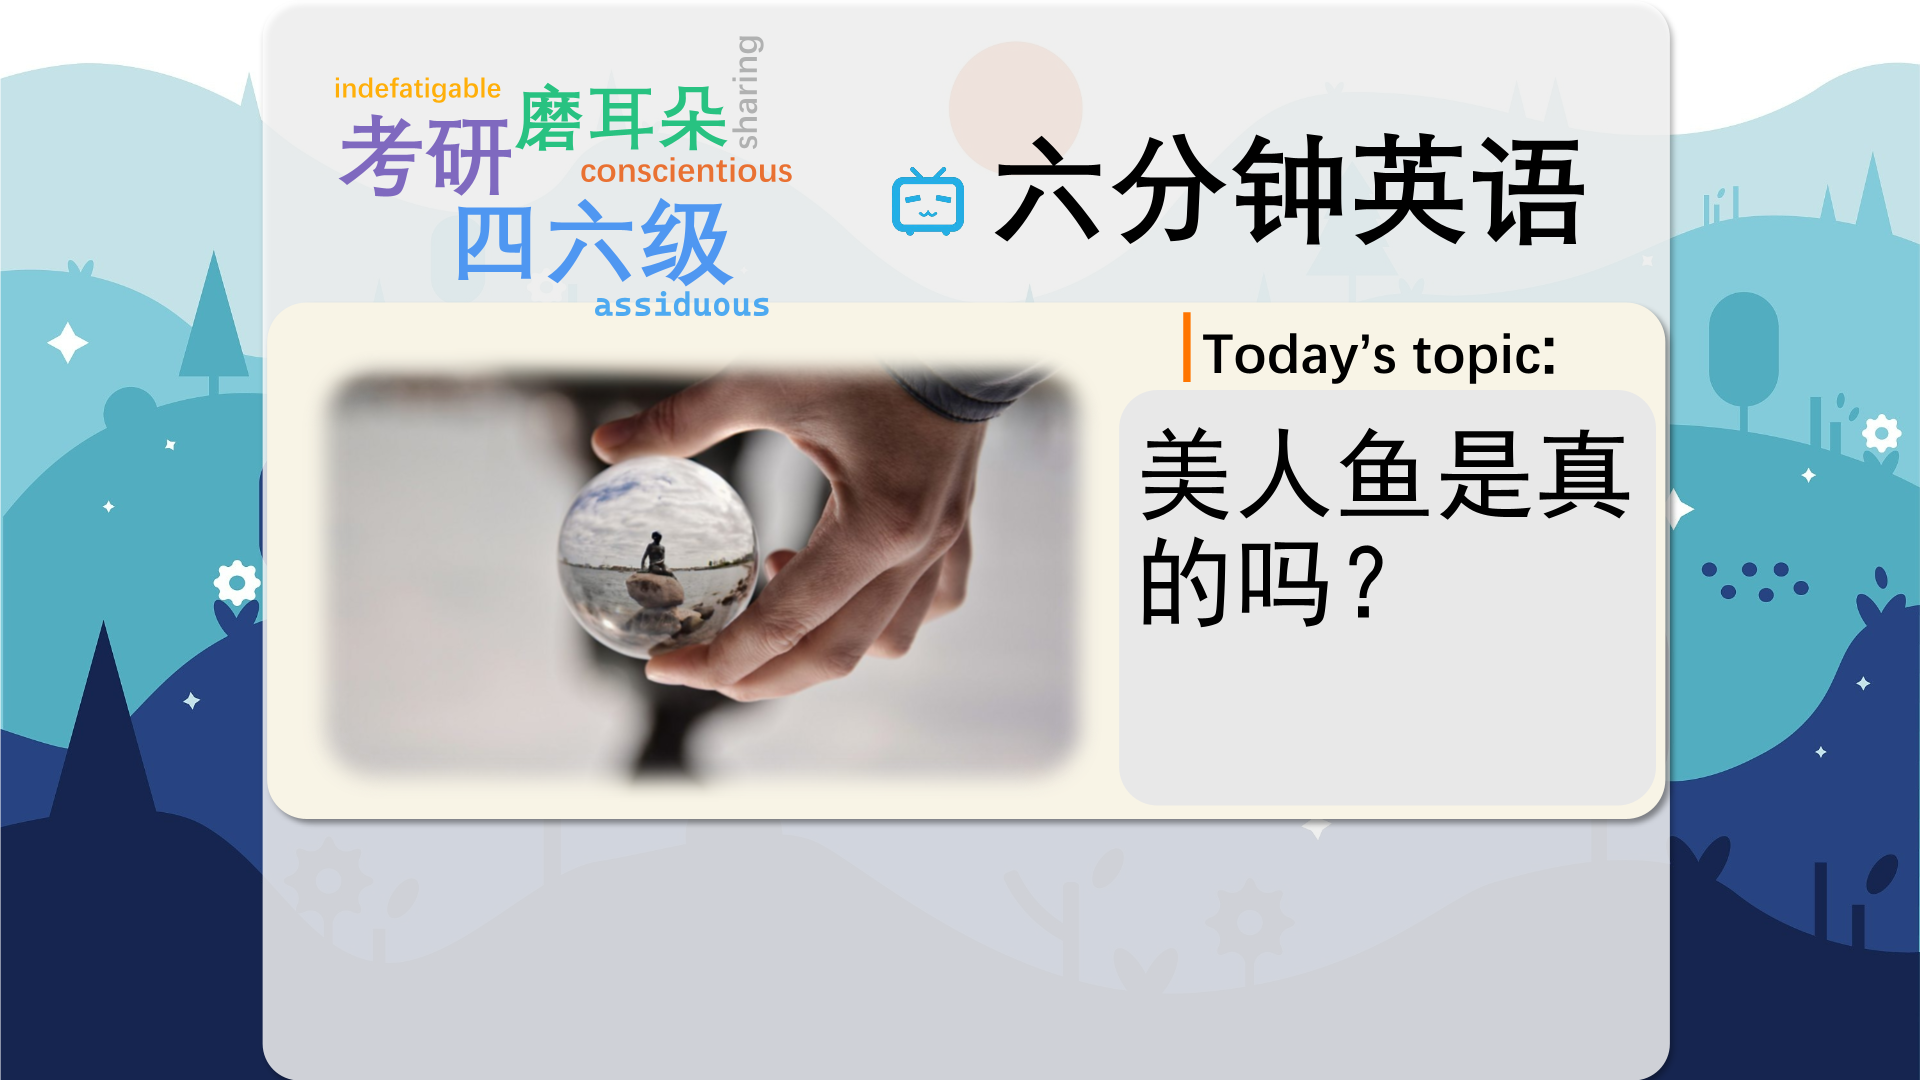 indefatigable
sharing
磨耳朵
考研
conscientious
四六级
assiduous
六分钟英语
Today’s topic:
美人鱼是真
的吗？